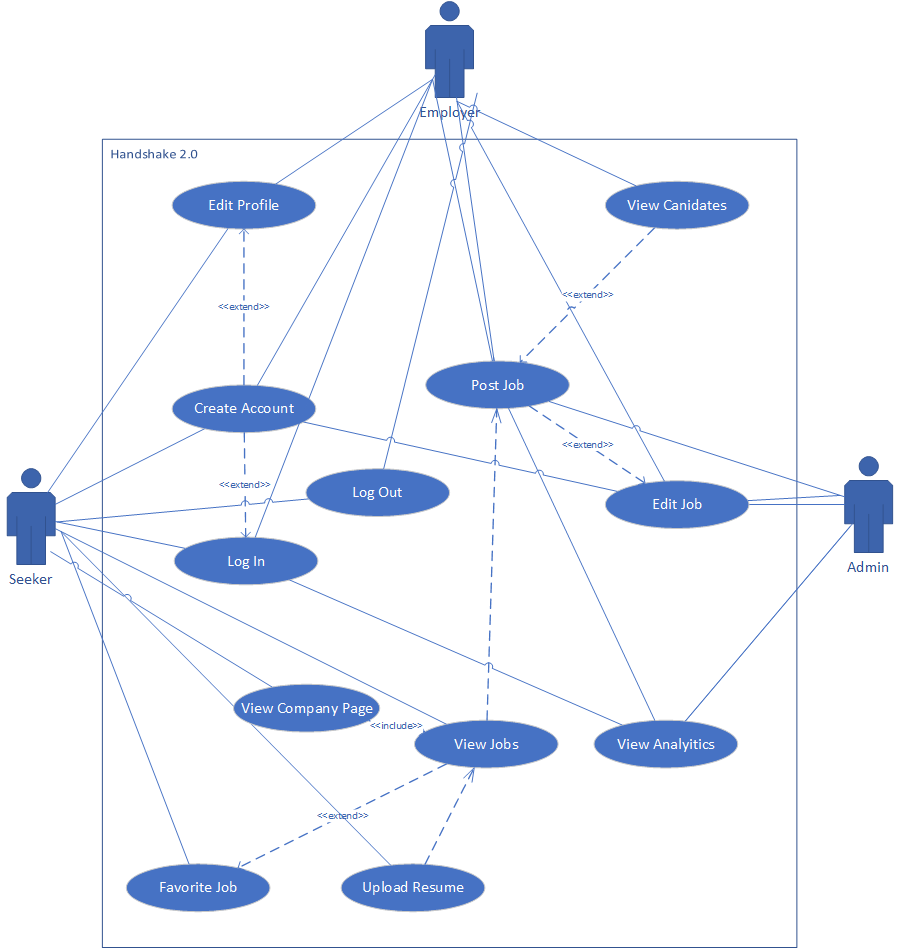 Employer
Handshake 2.0
Edit Profile
View Canidates
<<extend>>
<<extend>>
Post Job
Create Account
<<extend>>
<<extend>>
Log Out
Edit Job
Log In
Seeker
Admin
View Company Page
<<include>>
View Jobs
View Analyitics
<<extend>>
Favorite Job
Upload Resume